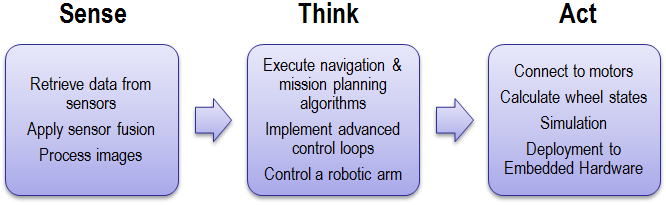 Sense
Retrieve data from
sensors
Apply sensor fusion
Process images
Think
Execute navigation &
mission planning
algorithms
Implement advanced
control loops
Control a robotic arm
Act
Connect to motors
Calculate wheel states
Simulation
Deployment to
Embedded Hardware